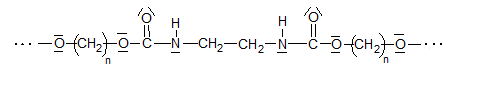 (O) H H (O)
··· — O —(CH2)n— O — C — N — CH2 — CH2 — N — C — O —(CH2)n— O — ···